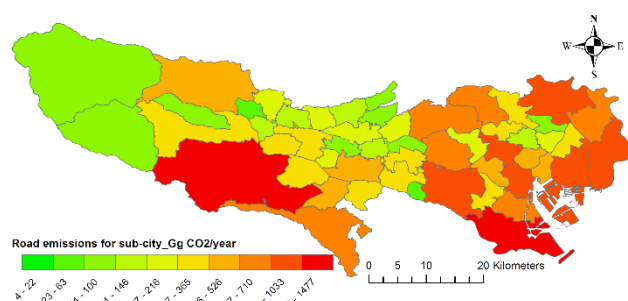 N
W E
S
Road emissions for sub-city_Gg CO2/year
4 - 22
23 - 63
- 100
- 146
- 216
- 365
- 526
- 710
- 1033
- 1477
0 5 10 20 Kilometers